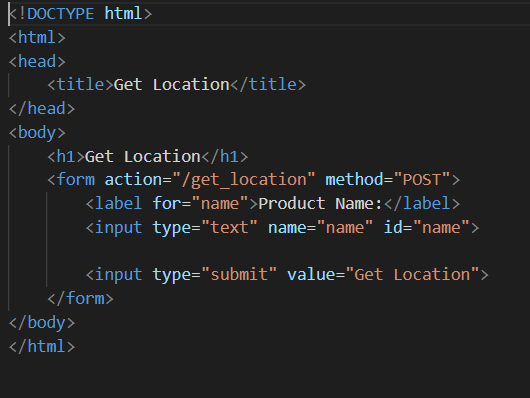 <!DOCTYPE html>
<html>
<head>
    <title>Get Location</title>
</head>
<body>
    <h1>Get Location</h1>
    <form action="/get_location" method="POST">
        <label for="name">Product Name:</label>
        <input type="text" name="name" id="name">

        <input type="submit" value="Get Location">
    </form>
</body>
</html>